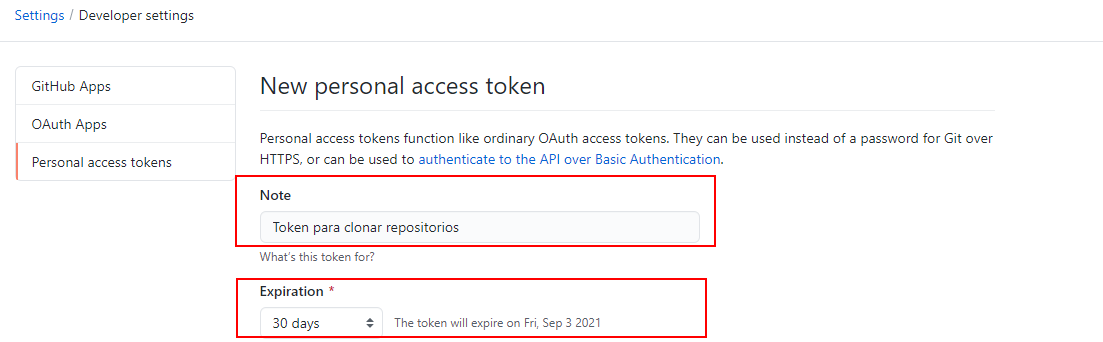 Settings / Developer settings
GitHub Apps
OAuth Apps
Personal access tokens
New personal access token
Personal access tokens function like ordinary OAuth access tokens. They can be used instead of a password for Git over
HTTPS, or can be used to authenticate to the API over Basic Authentication.
Note
Token para clonar repositorios
What's this token for?
Expiration *
30 days The token will expire on Fri, Sep 3 2021